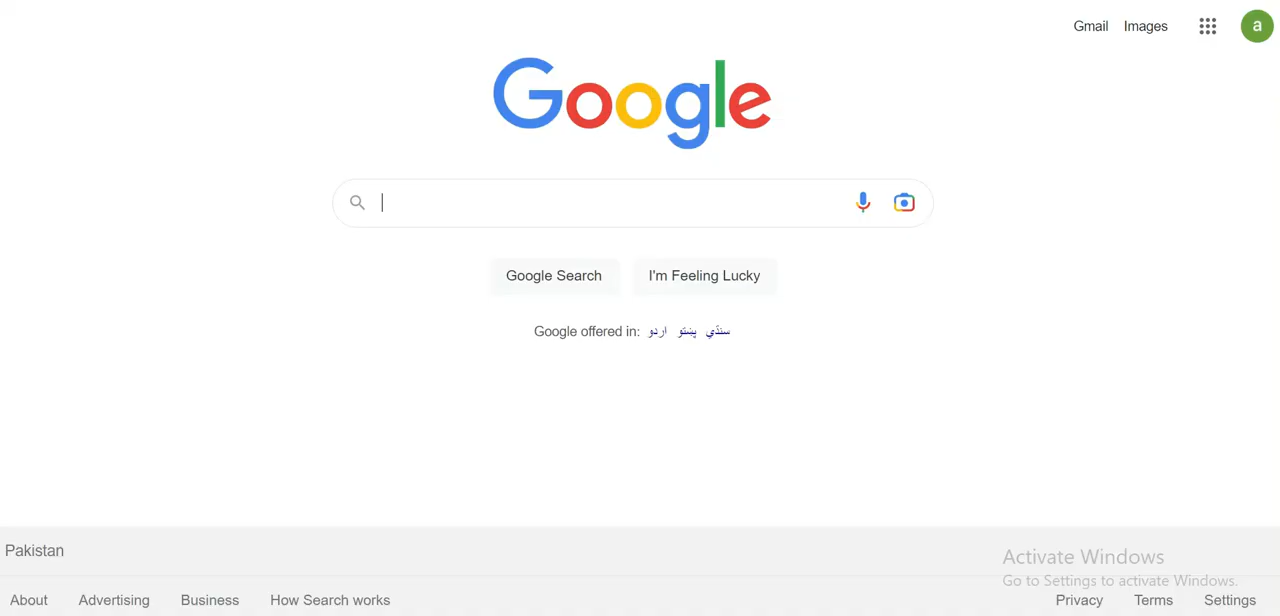 Gmail Images
a
Google
Google Search I'm Feeling Lucky
Google offered in: اردو پښتو سنڌي
Pakistan
Activate Windows
Go to Settings to activate Windows.
About Advertising Business How Search works Privacy Terms Settings